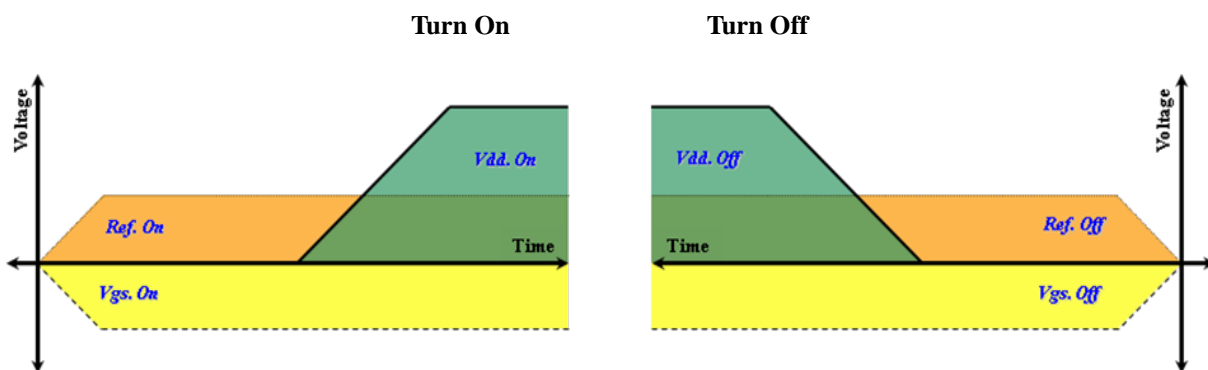 Turn On
Turn Off
Voltage
Vdd. On
Ref. On
Time
Vgs. On
Vdd. Off
Voltage
Ref. Off
Time
Vgs. Off